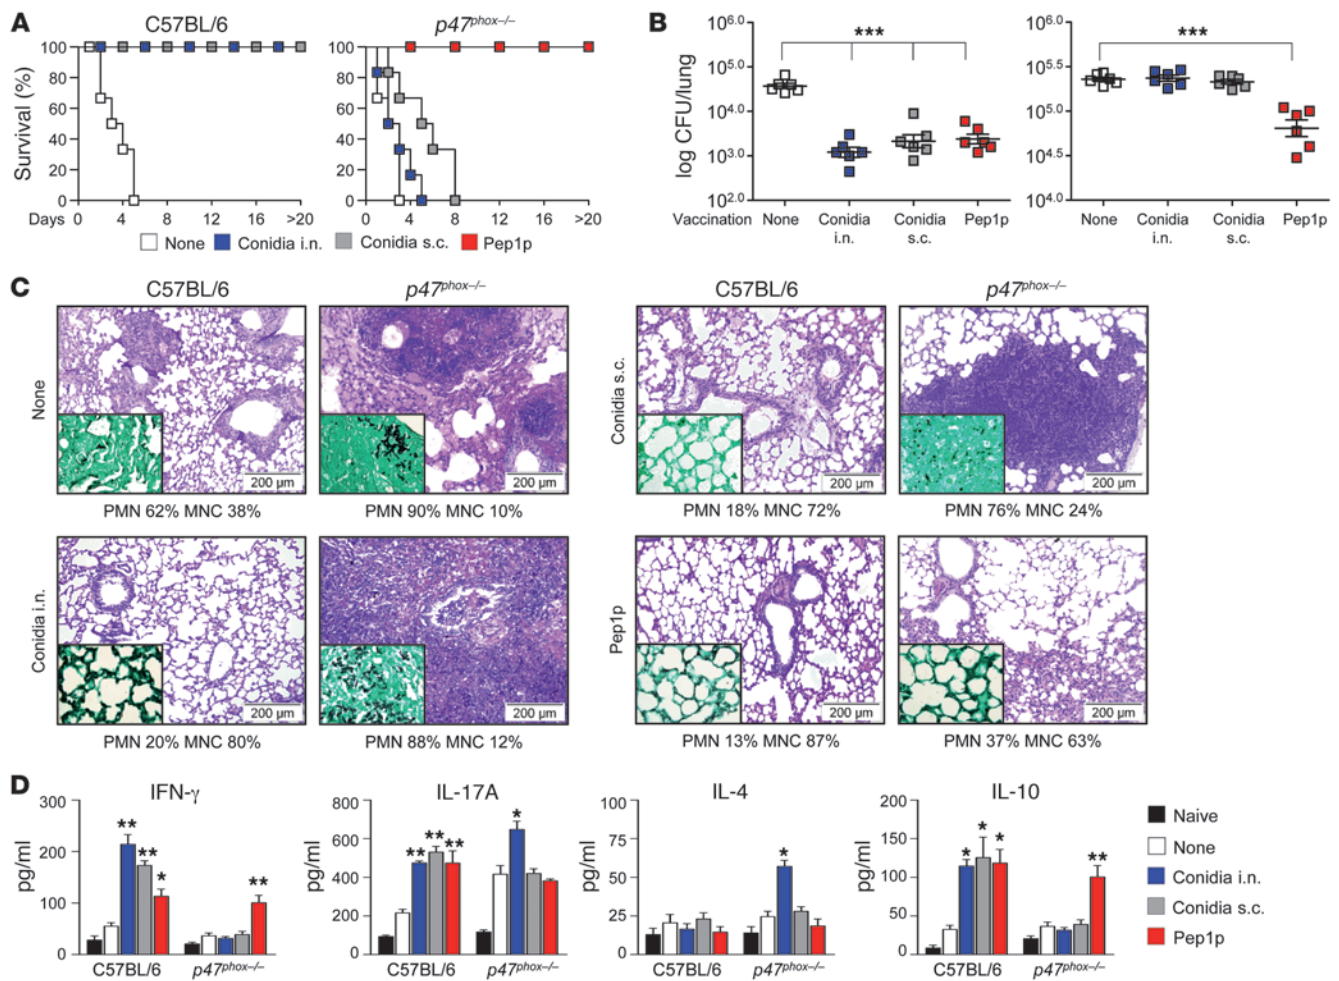 A
C57BL/6
p47phox–/–
Survival (%)
100
80
60
40
20
0
Days
0 4 8 12 16 >20
100
80
60
40
20
0
0 4 8 12 16 >20
None Conidia i.n. Conidia s.c. Pep1p
B
***
log CFU/lung
10^6.0
10^5.0
10^4.0
10^3.0
10^2.0
Vaccination None Conidia i.n. Conidia s.c. Pep1p
***
10^6.0
10^5.5
10^5.0
10^4.5
10^4.0
None Conidia i.n. Conidia s.c. Pep1p
C
C57BL/6
p47phox–/–
C57BL/6
p47phox–/–
None
200 µm
200 µm
PMN 62% MNC 38%
PMN 90% MNC 10%
Conidia s.c.
200 µm
200 µm
PMN 18% MNC 72%
PMN 76% MNC 24%
Conidia i.n.
200 µm
200 µm
PMN 20% MNC 80%
PMN 88% MNC 12%
Pep1p
200 µm
200 µm
PMN 13% MNC 87%
PMN 37% MNC 63%
D
IFN-γ
pg/ml
300
200
100
0
** ** * **
C57BL/6 p47phox–/–
IL-17A
pg/ml
800
600
400
200
0
** ** ** *
C57BL/6 p47phox–/–
IL-4
pg/ml
100
75
50
25
0
*
C57BL/6 p47phox–/–
IL-10
pg/ml
200
150
100
50
0
* * * **
C57BL/6 p47phox–/–
Naive
None
Conidia i.n.
Conidia s.c.
Pep1p